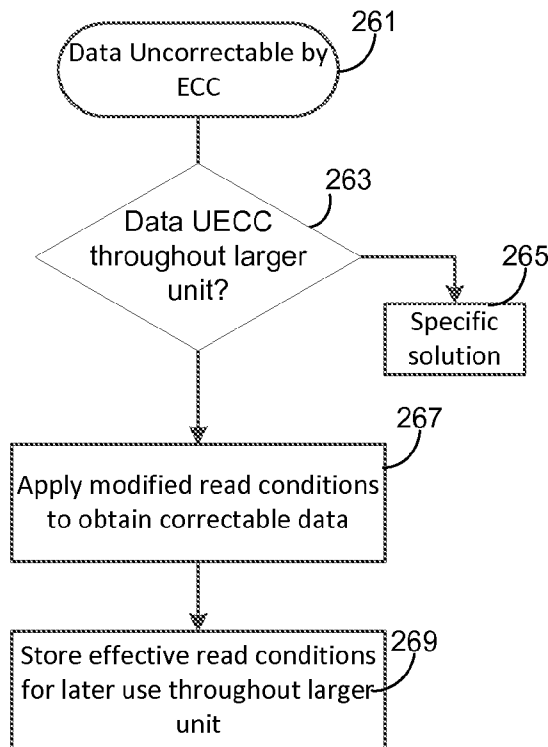 261
Data Uncorrectable by
ECC
263
Data UECC
throughout larger
unit?
265
Specific
solution
267
Apply modified read conditions
to obtain correctable data
269
Store effective read conditions
for later use throughout larger
unit